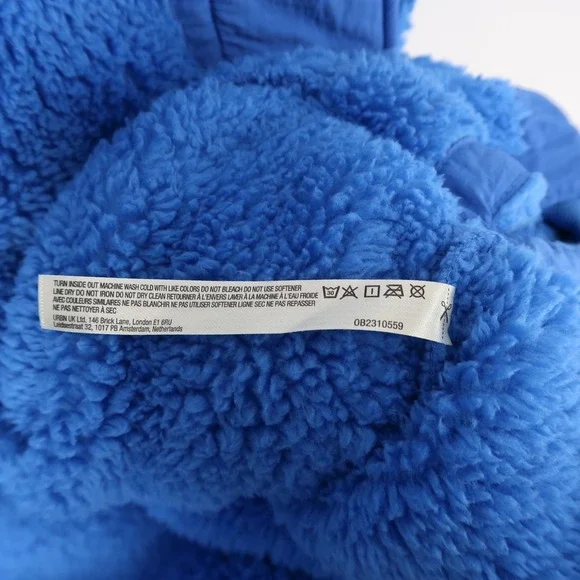 TURN INSIDE OUT MACHINE WASH COLD WITH LIKE COLORS DO NOT BLEACH DO NOT USE SOFTENER
LINE DRY DO NOT IRON DO NOT DRY CLEAN RETOURNER À L'ENVERS LAVER À LA MACHINE À L'EAU FROIDE
AVEC COULEURS SIMILAIRES NE PAS BLANCHIR NE PAS UTILISER SOFTENER LIGNE SEC NE PAS REPASSER
NE PAS NETTOYER À SEC
URBN UK Ltd, 146 Brick Lane, London E1 6RU
Leidsestraat 32, 1017 PB Amsterdam, Netherlands
OB2310559